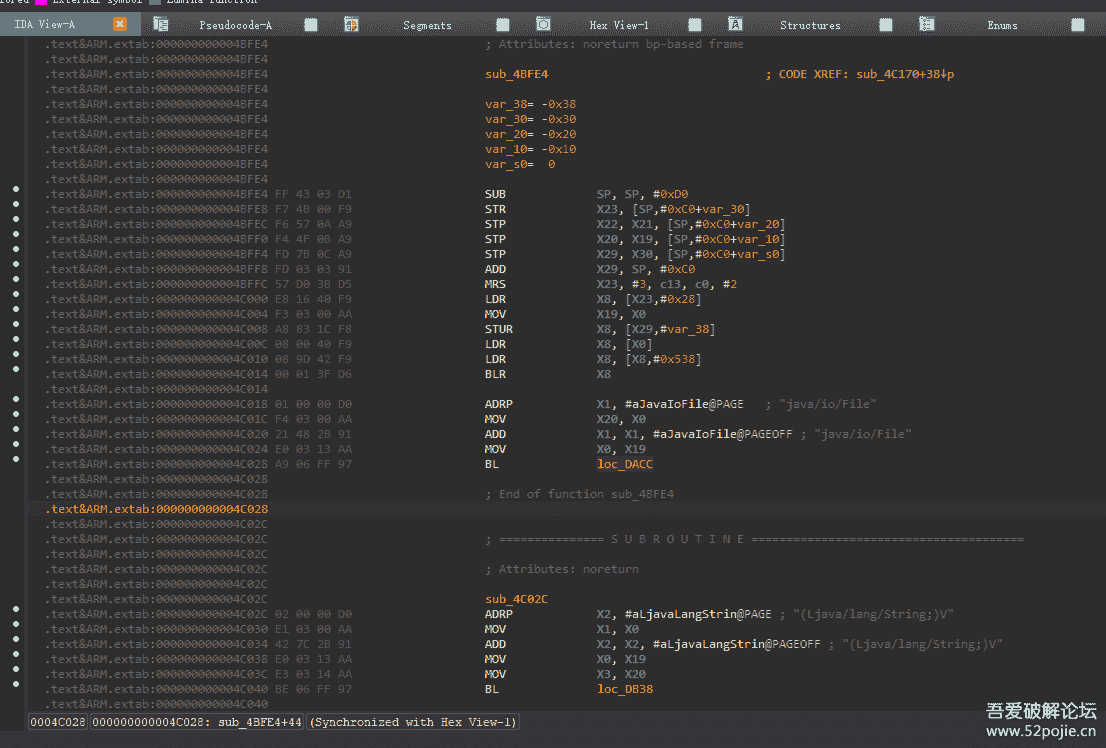 External symbol Lumina function
IDA View-A Pseudocode-A Segments Hex View-1 Structures Enums
.text&ARM.extab:000000000004BFE4 ; Attributes: noreturn bp-based frame
.text&ARM.extab:000000000004BFE4
.text&ARM.extab:000000000004BFE4 sub_4BFE4 ; CODE XREF: sub_4C170+38↓p
.text&ARM.extab:000000000004BFE4
.text&ARM.extab:000000000004BFE4 var_38= -0x38
.text&ARM.extab:000000000004BFE4 var_30= -0x30
.text&ARM.extab:000000000004BFE4 var_20= -0x20
.text&ARM.extab:000000000004BFE4 var_10= -0x10
.text&ARM.extab:000000000004BFE4 var_s0= 0
.text&ARM.extab:000000000004BFE4
.text&ARM.extab:000000000004BFE4 FF 43 03 D1 SUB SP, SP, #0xD0
.text&ARM.extab:000000000004BFE8 F7 4B 00 F9 STR X23, [SP,#0xC0+var_30]
.text&ARM.extab:000000000004BFEC F6 57 0A A9 STP X22, X21, [SP,#0xC0+var_20]
.text&ARM.extab:000000000004BFF0 F4 4F 0B A9 STP X20, X19, [SP,#0xC0+var_10]
.text&ARM.extab:000000000004BFF4 FD 7B 0C A9 STP X29, X30, [SP,#0xC0+var_s0]
.text&ARM.extab:000000000004BFF8 FD 03 03 91 ADD X29, SP, #0xC0
.text&ARM.extab:000000000004BFFC 57 D0 3B D5 MRS X23, #3, c13, c0, #2
.text&ARM.extab:000000000004C000 E8 16 40 F9 LDR X8, [X23,#0x28]
.text&ARM.extab:000000000004C004 F3 03 00 AA MOV X19, X0
.text&ARM.extab:000000000004C008 A8 83 1C F8 STUR X8, [X29,#var_38]
.text&ARM.extab:000000000004C00C 08 00 40 F9 LDR X8, [X0]
.text&ARM.extab:000000000004C010 08 9D 42 F9 LDR X8, [X8,#0x538]
.text&ARM.extab:000000000004C014 00 01 3F D6 BLR X8
.text&ARM.extab:000000000004C014
.text&ARM.extab:000000000004C018 01 00 00 D0 ADRP X1, #aJavaIoFile@PAGE ; "java/io/File"
.text&ARM.extab:000000000004C01C F4 03 00 AA MOV X20, X0
.text&ARM.extab:000000000004C020 21 48 2B 91 ADD X1, X1, #aJavaIoFile@PAGEOFF ; "java/io/File"
.text&ARM.extab:000000000004C024 E0 03 13 AA MOV X0, X19
.text&ARM.extab:000000000004C028 A9 06 FF 97 BL loc_DACC
.text&ARM.extab:000000000004C028
.text&ARM.extab:000000000004C028 ; End of function sub_4BFE4
.text&ARM.extab:000000000004C028
.text&ARM.extab:000000000004C02C
.text&ARM.extab:000000000004C02C ; =============== S U B R O U T I N E =======================================
.text&ARM.extab:000000000004C02C
.text&ARM.extab:000000000004C02C ; Attributes: noreturn
.text&ARM.extab:000000000004C02C
.text&ARM.extab:000000000004C02C sub_4C02C
.text&ARM.extab:000000000004C02C 02 00 00 D0 ADRP X2, #aLjavaLangStrin@PAGE ; "(Ljava/lang/String;)V"
.text&ARM.extab:000000000004C030 E1 03 00 AA MOV X1, X0
.text&ARM.extab:000000000004C034 42 7C 2B 91 ADD X2, X2, #aLjavaLangStrin@PAGEOFF ; "(Ljava/lang/String;)V"
.text&ARM.extab:000000000004C038 E0 03 13 AA MOV X0, X19
.text&ARM.extab:000000000004C03C E3 03 14 AA MOV X3, X20
.text&ARM.extab:000000000004C040 BE 06 FF 97 BL loc_DB38
.text&ARM.extab:000000000004C040
0004C028 000000000004C028: sub_4BFE4+44 (Synchronized with Hex View-1)
吾爱破解论坛
www.52pojie.cn